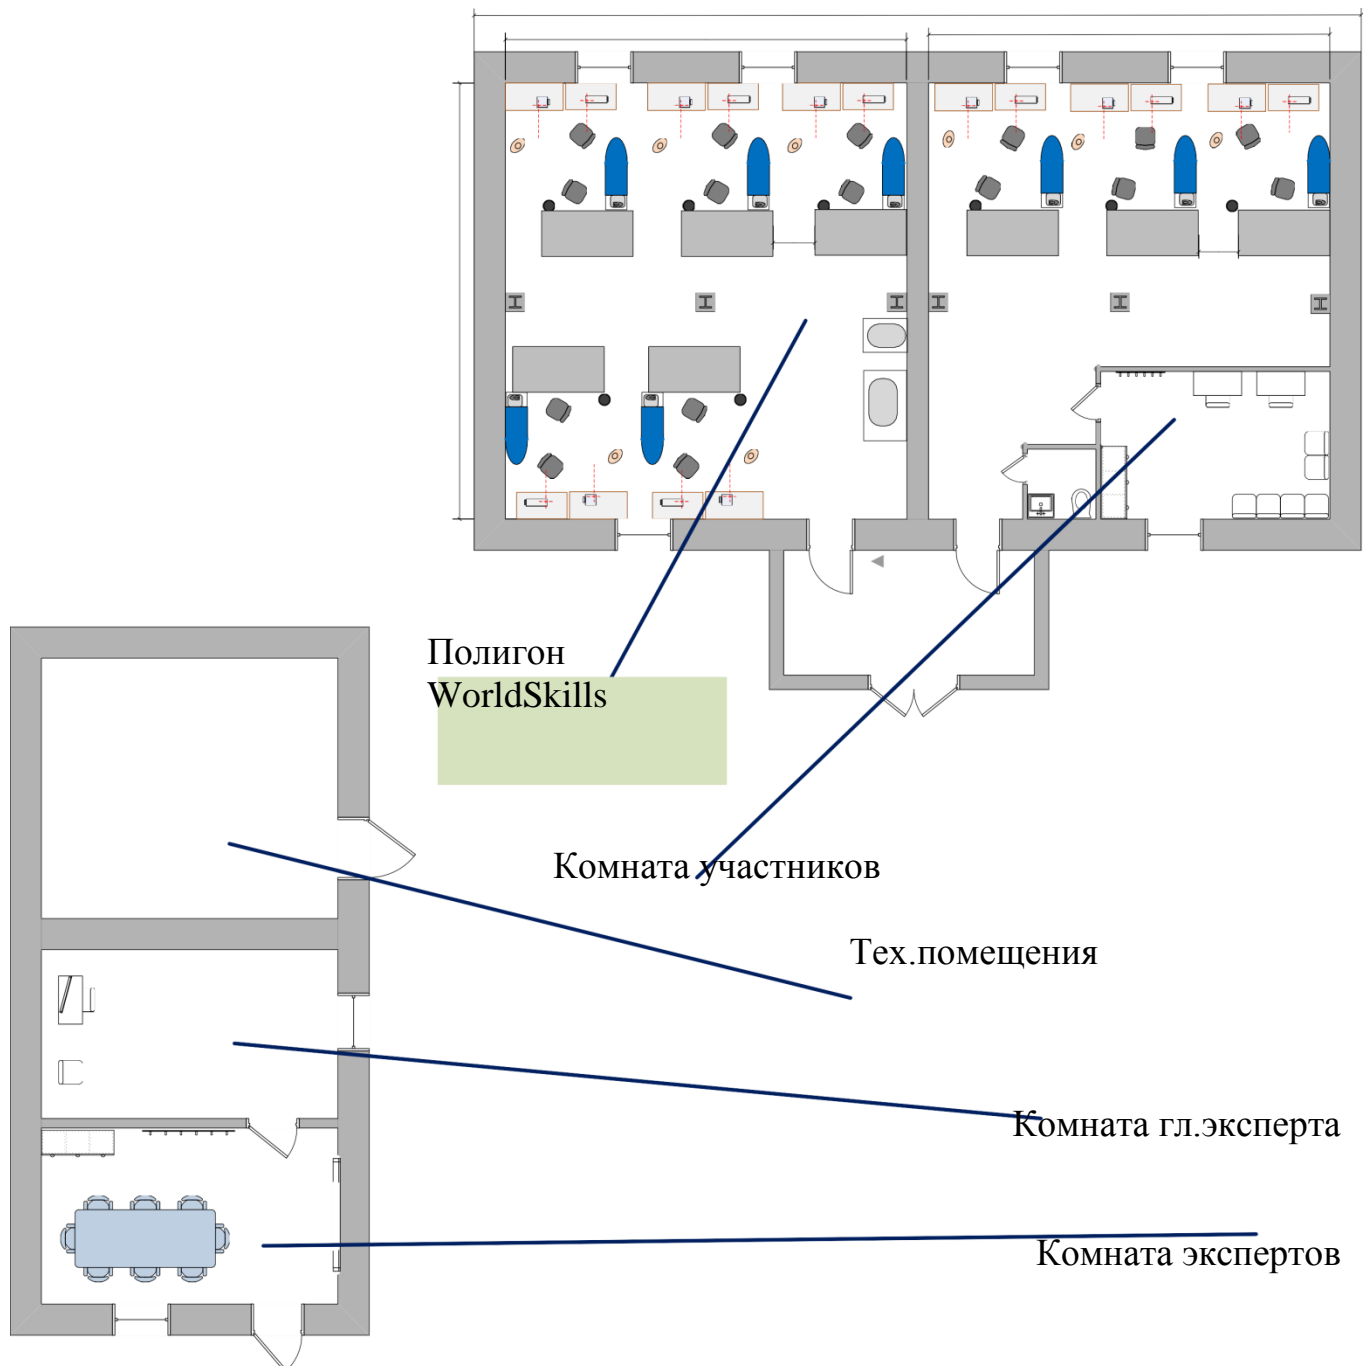 Полигон
WorldSkills
Комната участников
Тех.помещения
Комната гл.эксперта
Комната экспертов